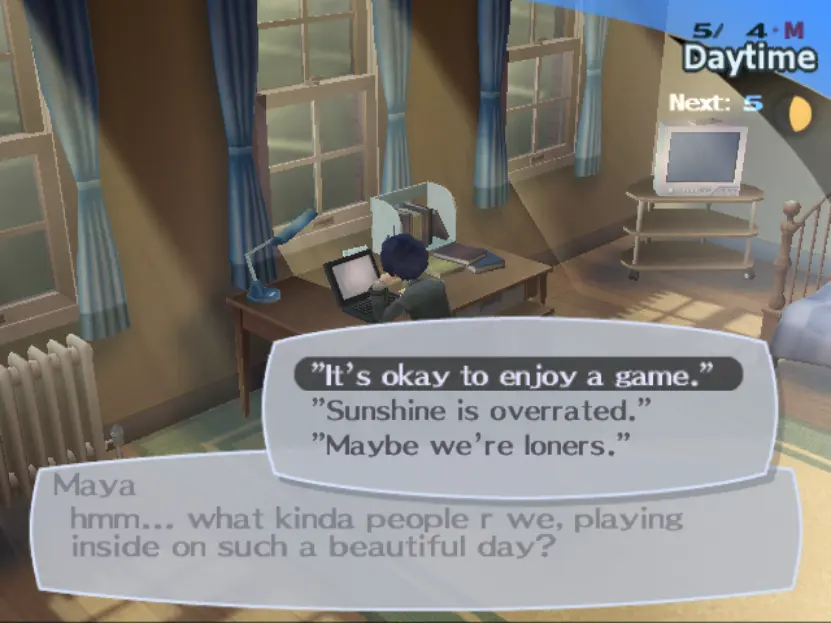 5/ 4·M
Daytime
Next: 5
"It's okay to enjoy a game."
"Sunshine is overrated."
"Maybe we're loners."
Maya
hmm... what kinda people r we, playing
inside on such a beautiful day?